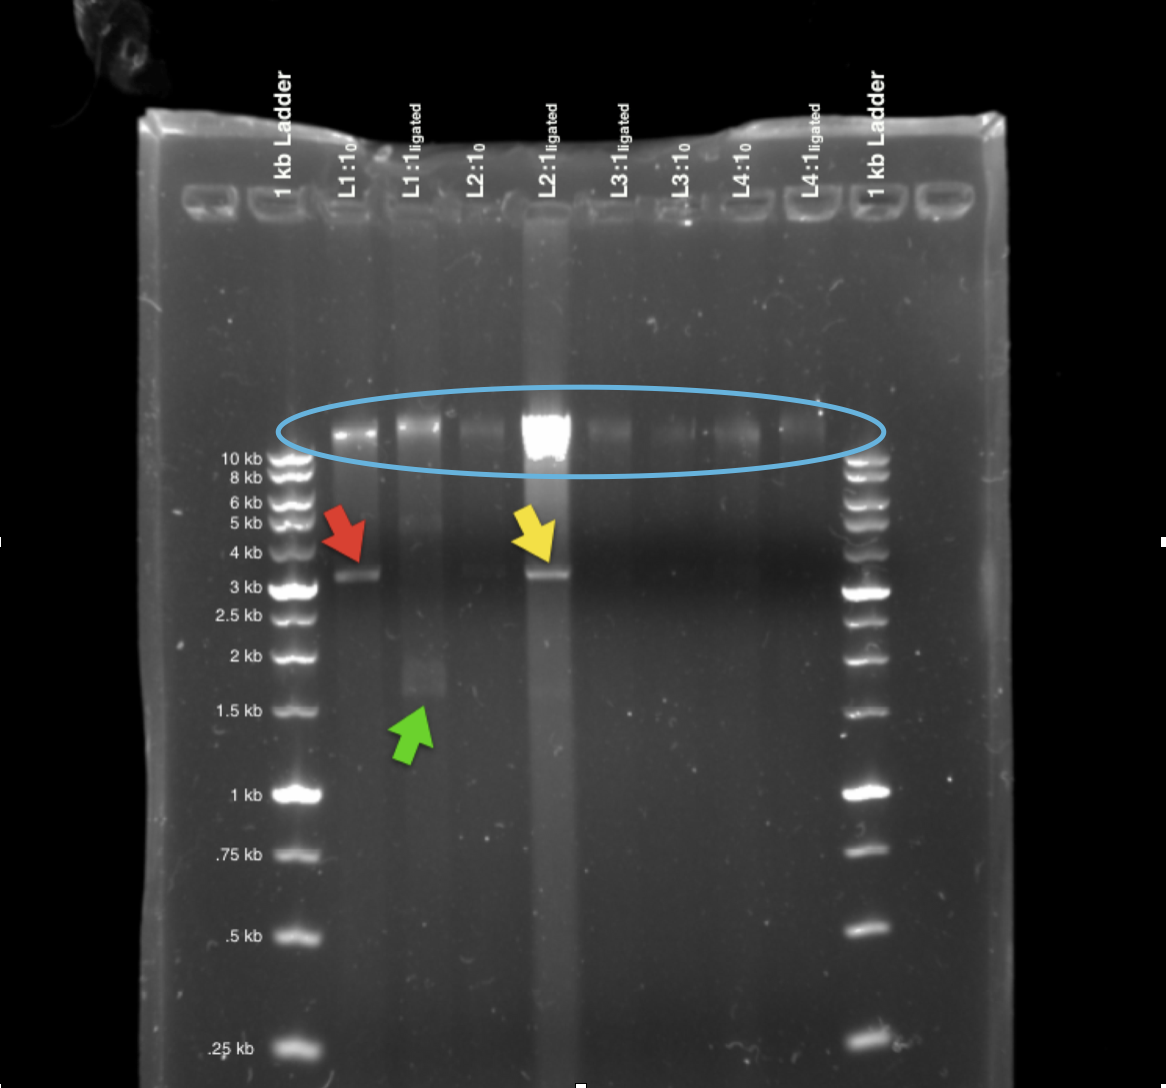 1 kb Ladder
L1:1₀
L1:1ligated
L2:1₀
L2:1ligated
L3:1ligated
L3:1₀
L4:1₀
L4:1ligated
1 kb Ladder
10 kb
8 kb
6 kb
5 kb
4 kb
3 kb
2.5 kb
2 kb
1.5 kb
1 kb
.75 kb
.5 kb
.25 kb